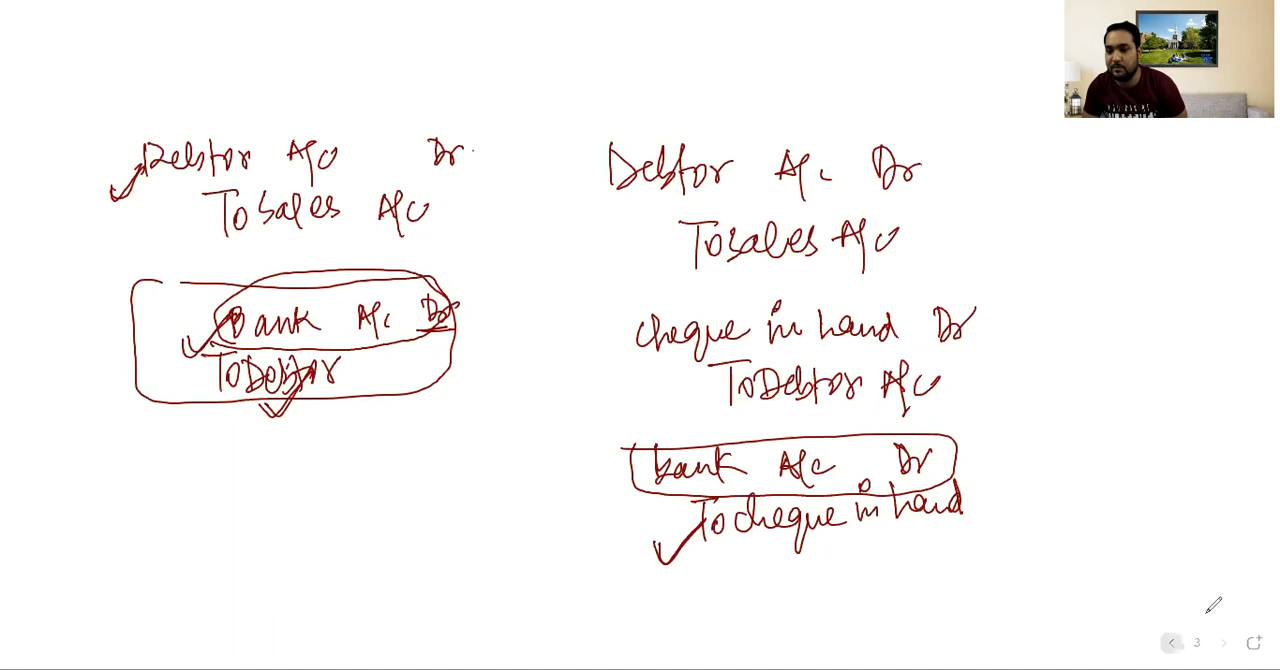 Debtor A/C Dr.
To Sales A/C
bank A/c Dr
To Debtor
Debtor A/c Dr
To Sales A/C
cheque in hand Dr
To Debtor A/C
bank A/c Dr
To cheque in hand
3